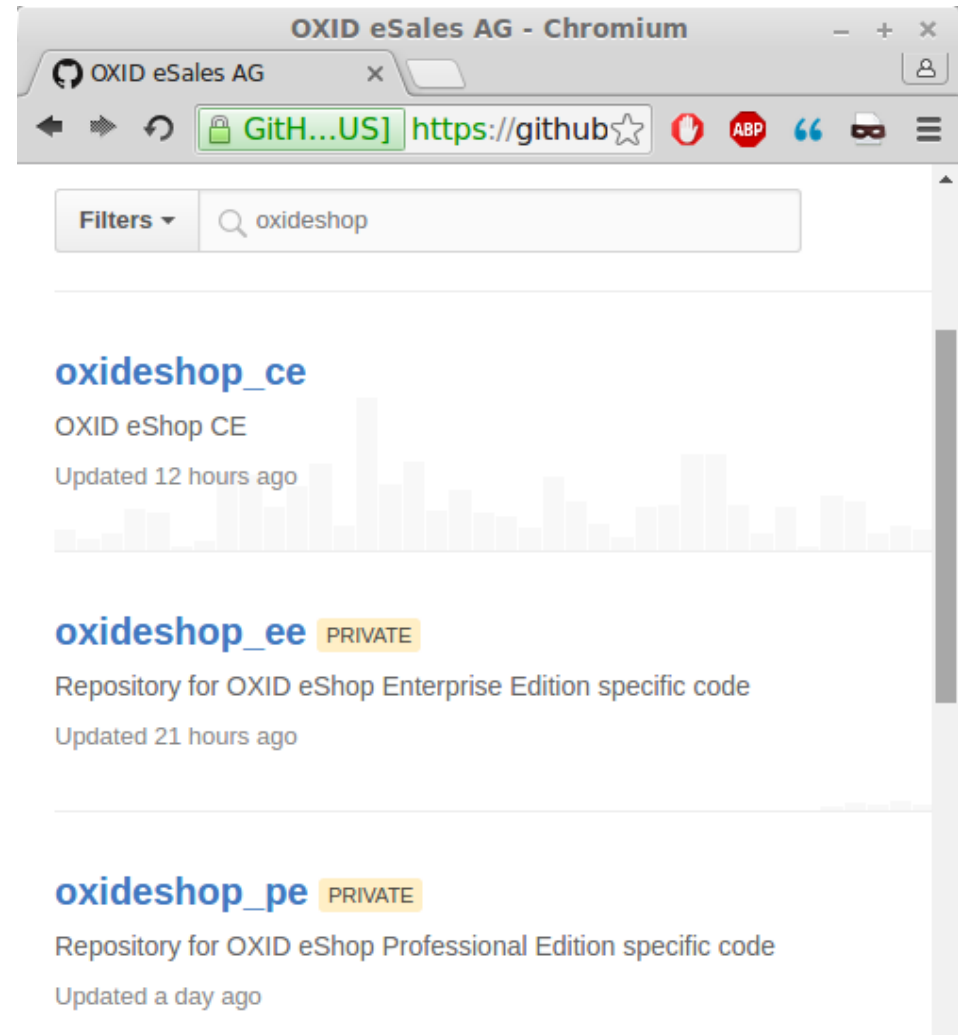 OXID eSales AG - Chromium
OXID eSales AG
GitH...US] https://github
ABP
Filters
oxideshop
oxideshop_ce
OXID eShop CE
Updated 12 hours ago
oxideshop_ee PRIVATE
Repository for OXID eShop Enterprise Edition specific code
Updated 21 hours ago
oxideshop_pe PRIVATE
Repository for OXID eShop Professional Edition specific code
Updated a day ago